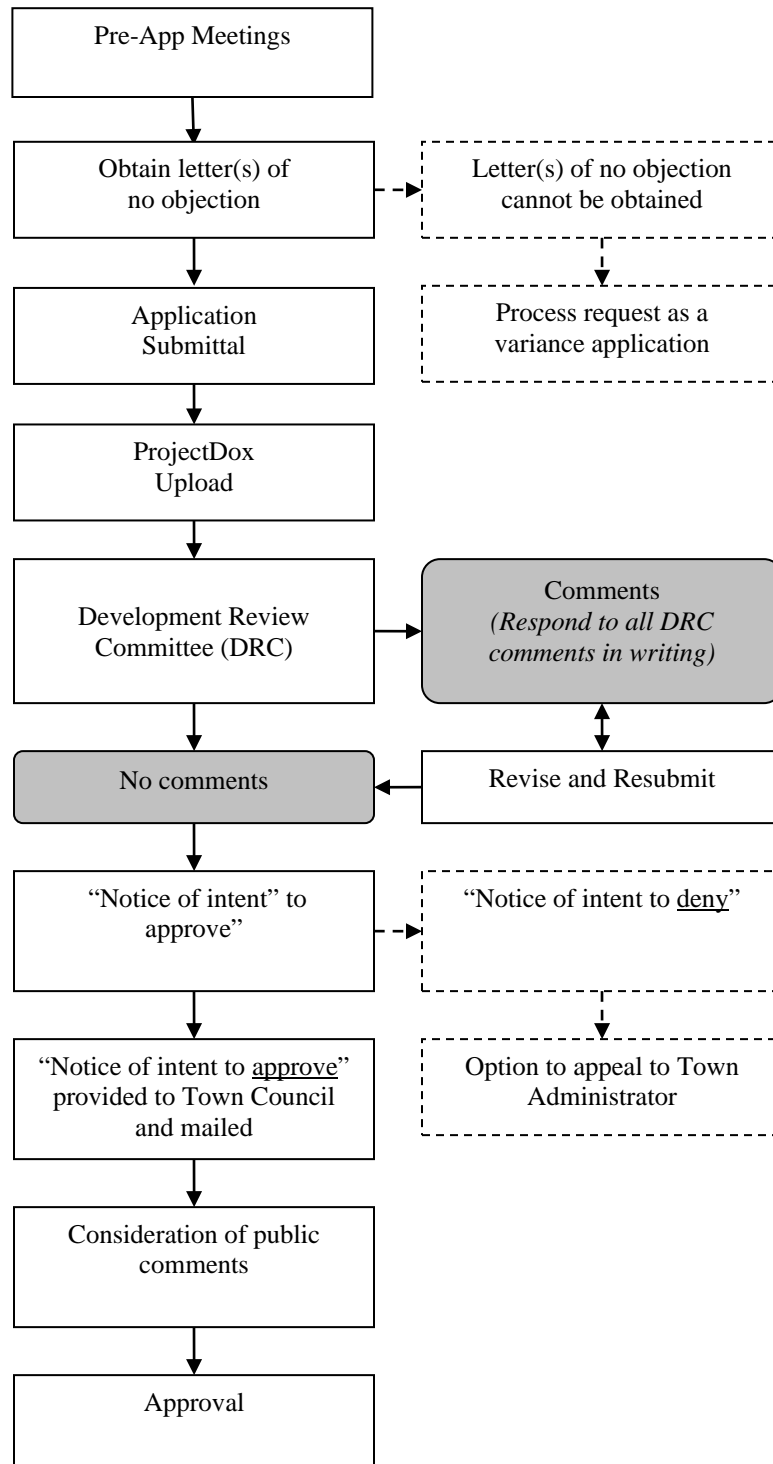 Pre-App Meetings
Obtain letter(s) of
no objection
Letter(s) of no objection
cannot be obtained
Application
Submittal
Process request as a
variance application
ProjectDox
Upload
Development Review
Committee (DRC)
Comments
(Respond to all DRC
comments in writing)
No comments
Revise and Resubmit
“Notice of intent” to
approve”
“Notice of intent to deny”
“Notice of intent to approve”
provided to Town Council
and mailed
Option to appeal to Town
Administrator
Consideration of public
comments
Approval